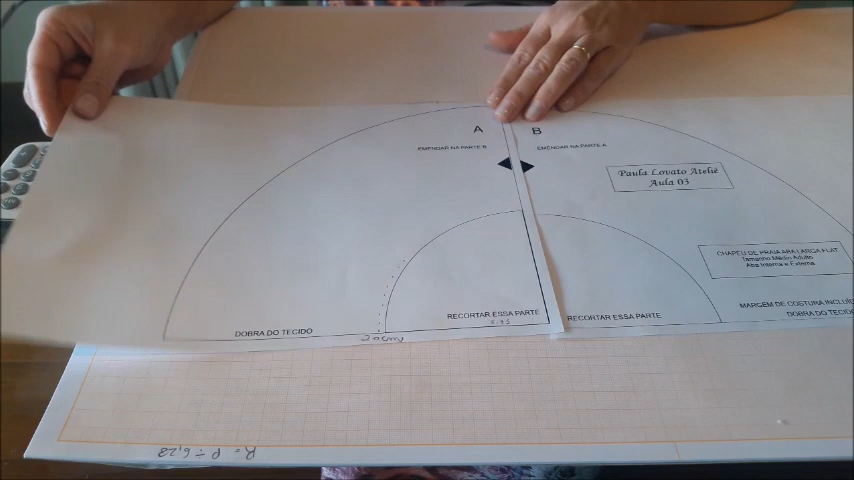 A
B
EMENDAR NA PARTE B
EMENDAR NA PARTE A
Paula Lovato Ateliê
Aula 03
CHAPÉU DE PRAIA ABA LARGA FLAT
Tamanho Médio Adulto
Aba Interna e Externa
RECORTAR ESSA PARTE
RECORTAR ESSA PARTE
MARGEM DE COSTURA INCLUÍD
DOBRA DO TECIDO
DOBRA DO TECIDO
R = P ÷ 6,28